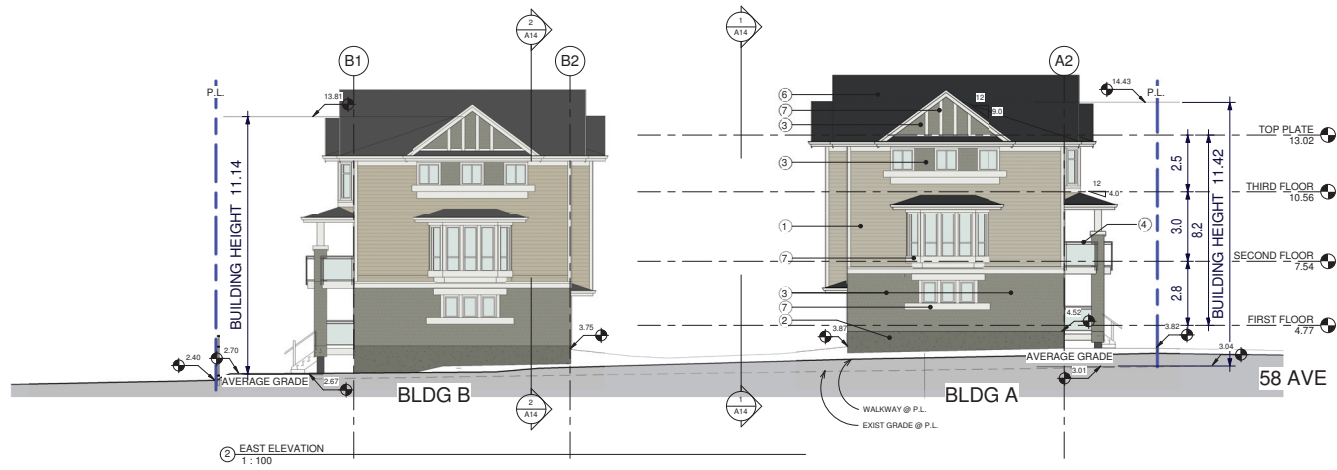 2
A14
1
A14
B1
B2
A2
P.L.
13.81
14.43
P.L.
6
7
3
3
1
7
3
7
2
4
12
9.0
12
4.0
TOP PLATE
13.02
THIRD FLOOR
10.56
SECOND FLOOR
7.54
FIRST FLOOR
4.77
2.5
3.0
2.8
8.2
BUILDING HEIGHT 11.42
BUILDING HEIGHT 11.14
2.40
2.70
2.67
3.75
3.87
4.52
3.82
3.04
3.01
AVERAGE GRADE
AVERAGE GRADE
BLDG B
BLDG A
58 AVE
2
A14
1
A14
WALKWAY @ P.L.
EXIST GRADE @ P.L.
2 EAST ELEVATION
1 : 100